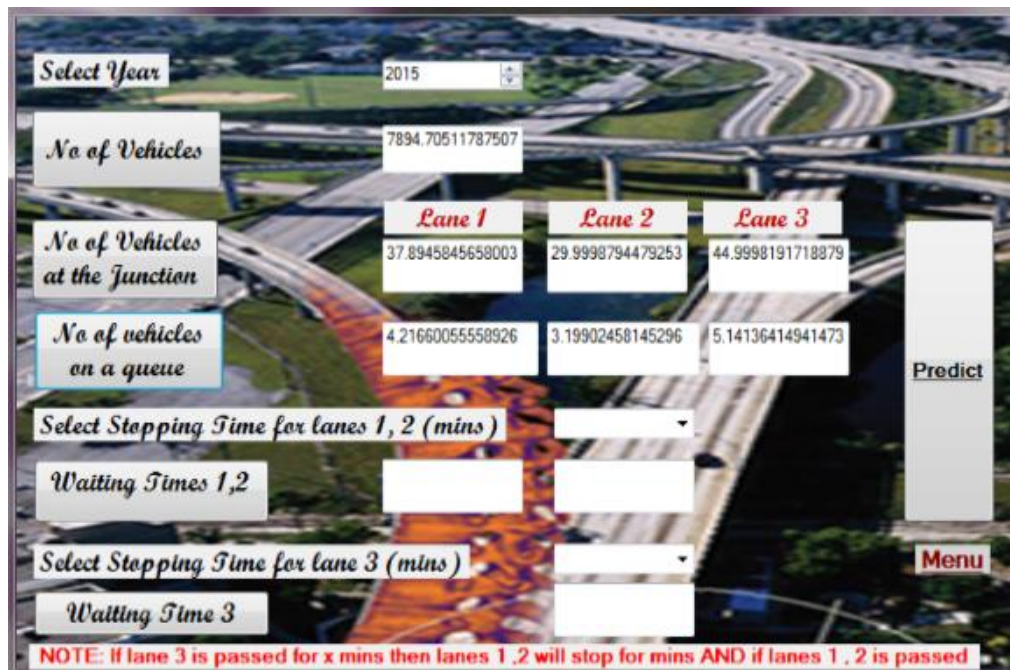 Select Year
2015
No of Vehicles
7894.70511787507
Lane 1 Lane 2 Lane 3
No of Vehicles
at the Junction
37.8945845658003 29.9998794479253 44.9998191718879
No of vehicles
on a queue
4.21660055558926 3.19902458145296 5.14136414941473
Predict
Select Stopping Time for lanes 1, 2 (mins)
Waiting Times 1,2
Select Stopping Time for lane 3 (mins)
Menu
Waiting Time 3
NOTE: If lane 3 is passed for x mins then lanes 1 ,2 will stop for mins AND if lanes 1 , 2 is passed